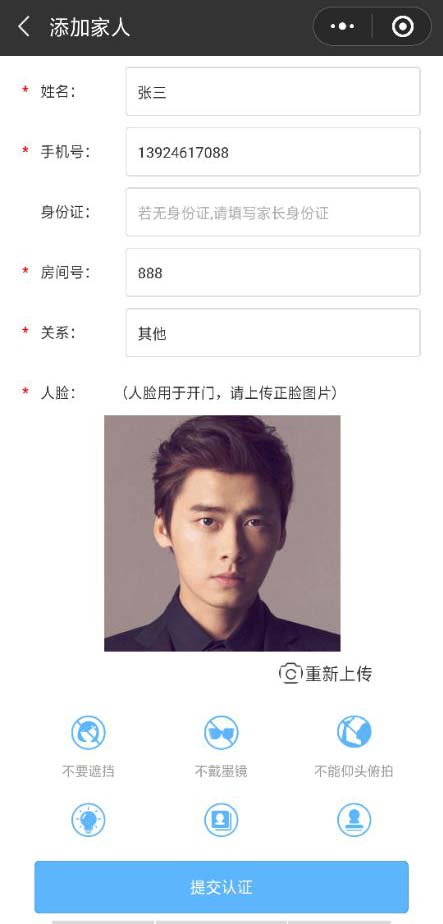 添加家人
* 姓名： 张三
* 手机号： 13924617088
身份证： 若无身份证,请填写家长身份证
* 房间号： 888
* 关系： 其他
* 人脸： （人脸用于开门，请上传正脸图片）
重新上传
不要遮挡 不戴墨镜 不能仰头俯拍
提交认证